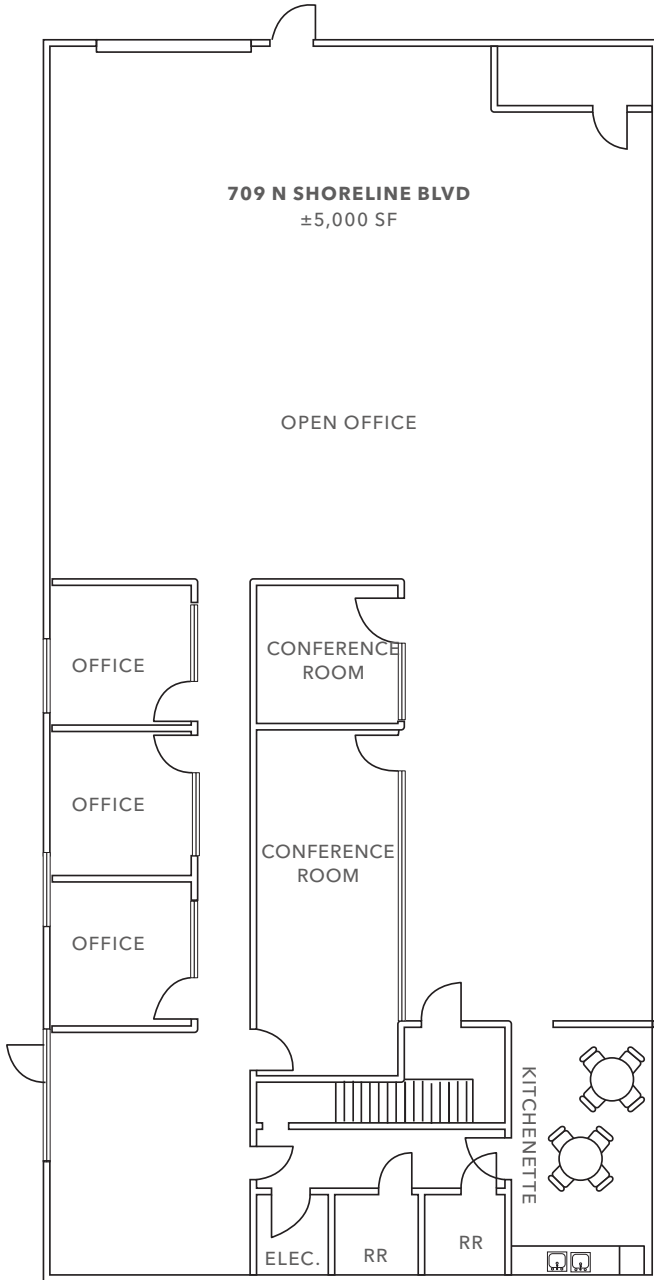 709 N SHORELINE BLVD
±5,000 SF
OPEN OFFICE
OFFICE
CONFERENCE
ROOM
OFFICE
CONFERENCE
ROOM
OFFICE
KITCHENETTE
ELEC.
RR
RR